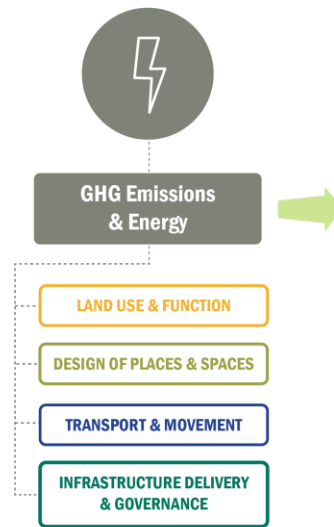 GHG Emissions
& Energy
LAND USE & FUNCTION
DESIGN OF PLACES & SPACES
TRANSPORT & MOVEMENT
INFRASTRUCTURE DELIVERY
& GOVERNANCE